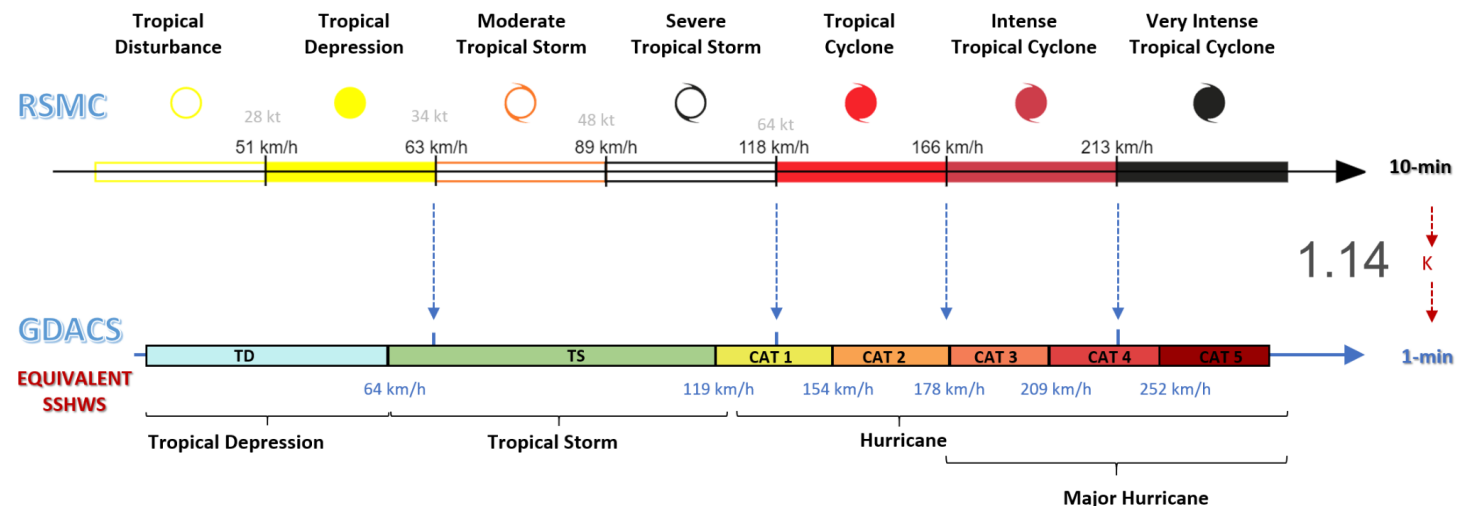 Tropical
Disturbance
Tropical
Depression
Moderate
Tropical Storm
Severe
Tropical Storm
Tropical
Cyclone
Intense
Tropical Cyclone
Very Intense
Tropical Cyclone
RSMC
28 kt
34 kt
48 kt
64 kt
51 km/h
63 km/h
89 km/h
118 km/h
166 km/h
213 km/h
10-min
1.14
K
GDACS
TD
TS
CAT 1
CAT 2
CAT 3
CAT 4
CAT 5
1-min
EQUIVALENT
SSHWS
64 km/h
119 km/h
154 km/h
178 km/h
209 km/h
252 km/h
Tropical Depression
Tropical Storm
Hurricane
Major Hurricane